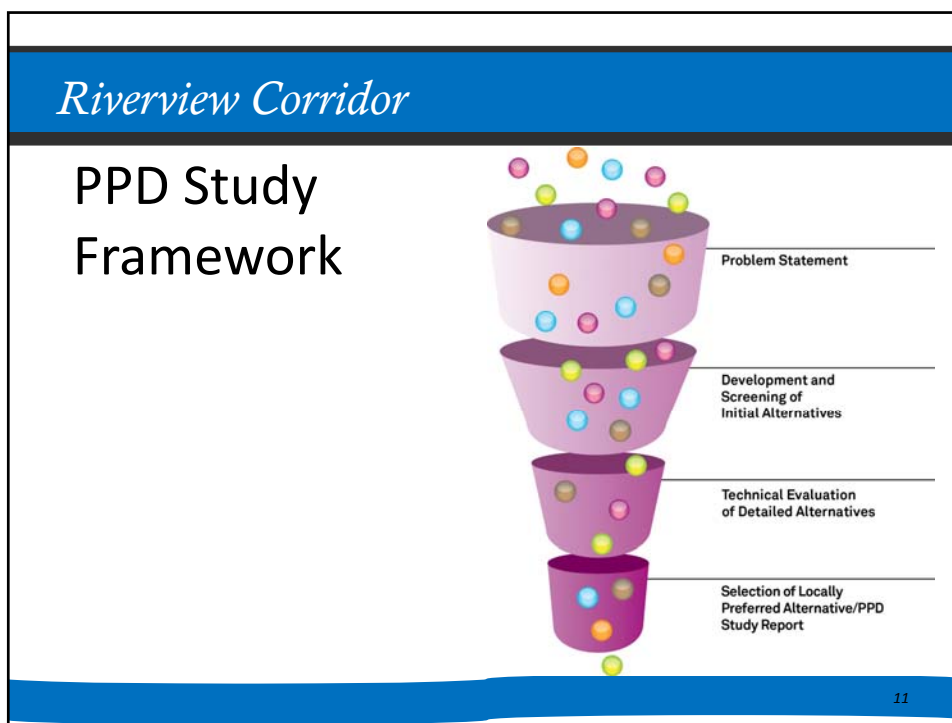 Riverview Corridor
PPD Study
Framework
Problem Statement
Development and
Screening of
Initial Alternatives
Technical Evaluation
of Detailed Alternatives
Selection of Locally
Preferred Alternative/PPD
Study Report
11